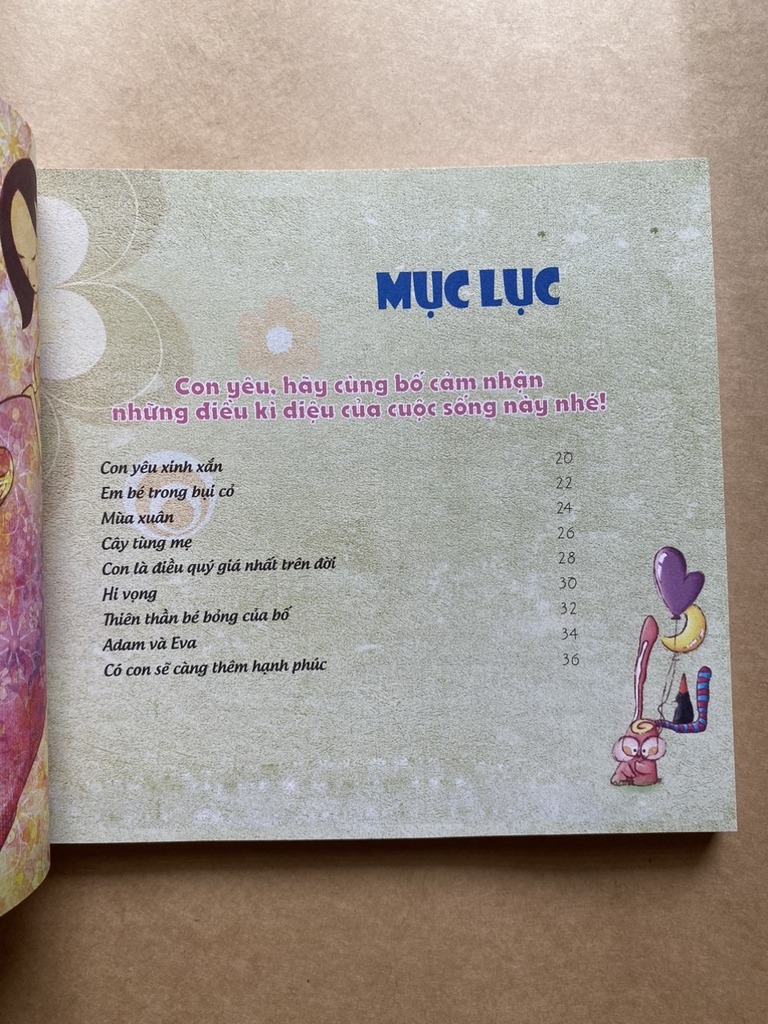 MỤC LỤC
Con yêu, hãy cùng bố cảm nhận
những điều kì diệu của cuộc sống này nhé!
Con yêu xinh xắn 20
Em bé trong bụi cỏ 22
Mùa xuân 24
Cây tùng mẹ 26
Con là điều quý giá nhất trên đời 28
Hi vọng 30
Thiên thần bé bỏng của bố 32
Adam và Eva 34
Có con sẽ càng thêm hạnh phúc 36